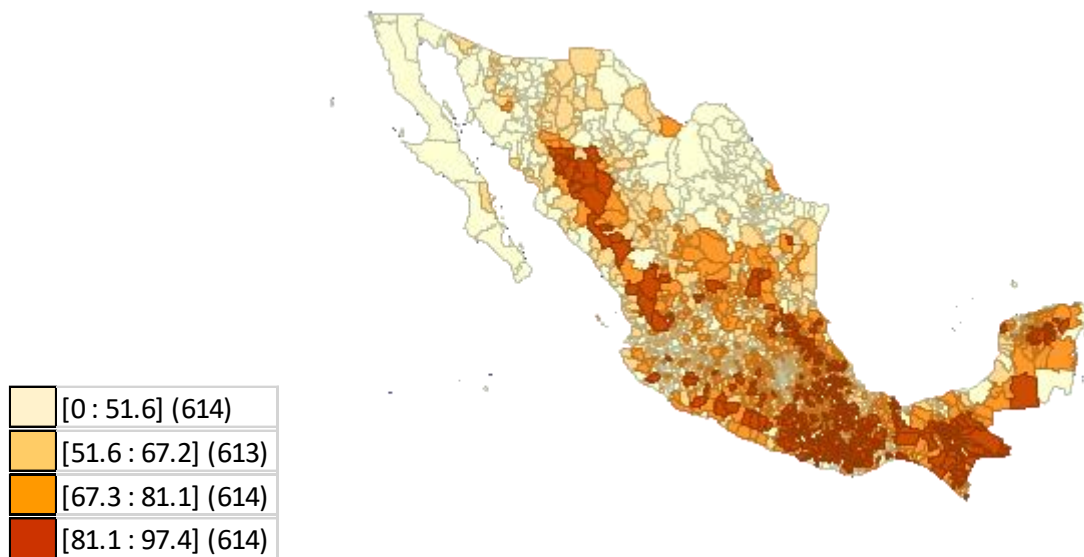 [0 : 51.6] (614)
[51.6 : 67.2] (613)
[67.3 : 81.1] (614)
[81.1 : 97.4] (614)